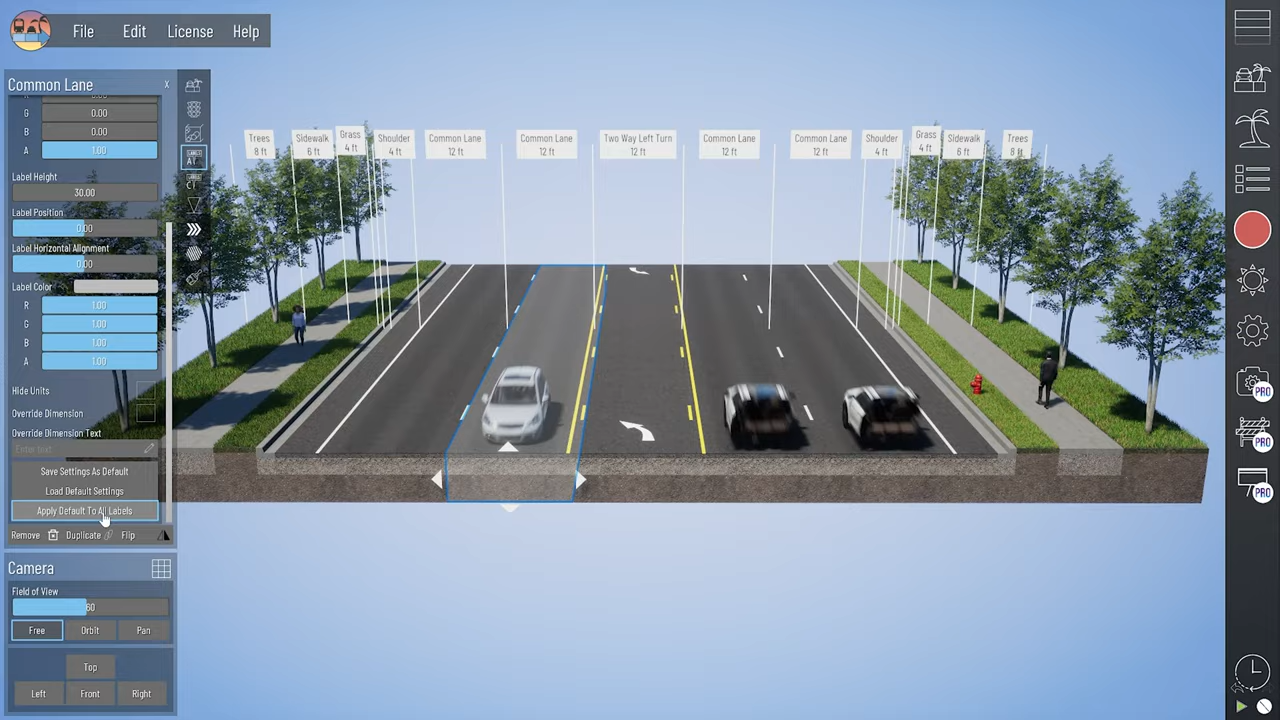 File Edit License Help
Common Lane X
G 0.00
B 0.00
A 1.00
Label Height
30.00
Label Position
0.00
Label Horizontal Alignment
0.00
Label Color
R 1.00
G 1.00
B 1.00
A 1.00
Hide Units
Override Dimension
Override Dimension Text
Enter text
Save Settings As Default
Load Default Settings
Apply Default To All Labels
Remove Duplicate Flip
Camera
Field of View
60
Free Orbit Pan
Top
Left Front Right
Trees
8 ft
Sidewalk
6 ft
Grass
4 ft
Shoulder
4 ft
Common Lane
12 ft
Common Lane
12 ft
Two Way Left Turn
12 ft
Common Lane
12 ft
Common Lane
12 ft
Shoulder
4 ft
Grass
4 ft
Sidewalk
6 ft
Trees
8 ft
PRO
PRO
PRO